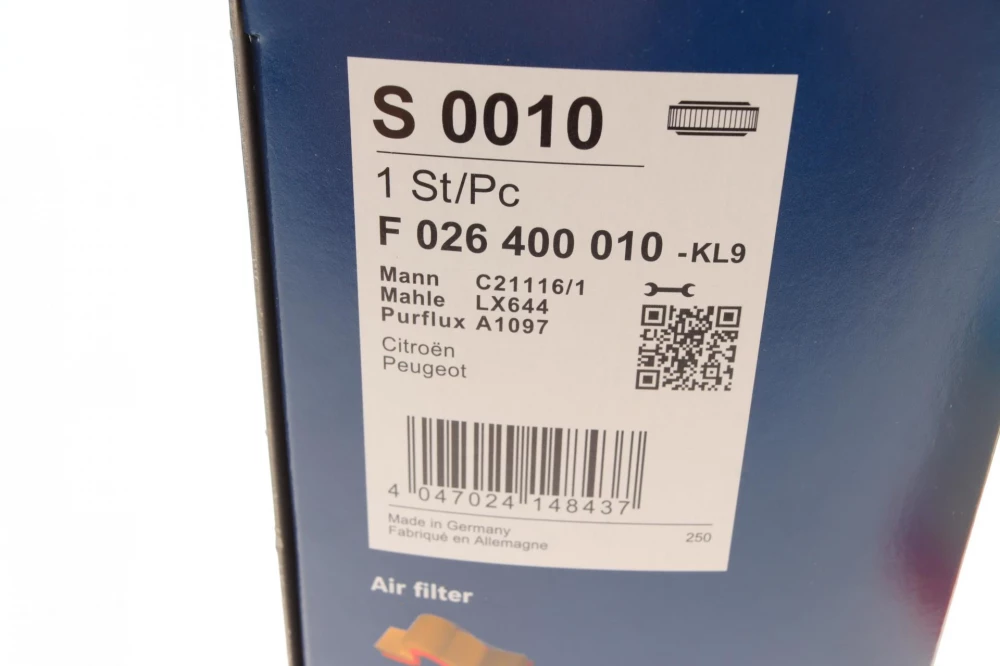 S 0010
1 St/Pc
F 026 400 010 -KL9
Mann C21116/1
Mahle LX644
Purflux A1097
Citroën
Peugeot
4 047024 148437
Made in Germany
Fabriqué en Allemagne
250
Air filter